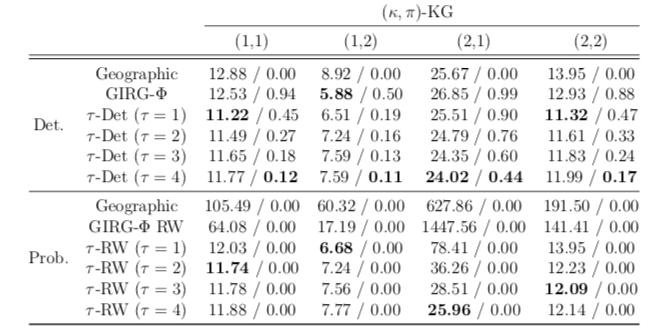 (κ, π)-KG
(1,1) (1,2) (2,1) (2,2)
Geographic 12.88 / 0.00 8.92 / 0.00 25.67 / 0.00 13.95 / 0.00
GIRG-Φ 12.53 / 0.94 5.88 / 0.50 26.85 / 0.99 12.93 / 0.88
τ-Det (τ = 1) 11.22 / 0.45 6.51 / 0.19 25.51 / 0.90 11.32 / 0.47
Det. τ-Det (τ = 2) 11.49 / 0.27 7.24 / 0.16 24.79 / 0.76 11.61 / 0.33
τ-Det (τ = 3) 11.65 / 0.18 7.59 / 0.13 24.35 / 0.60 11.83 / 0.24
τ-Det (τ = 4) 11.77 / 0.12 7.59 / 0.11 24.02 / 0.44 11.99 / 0.17
Geographic 105.49 / 0.00 60.32 / 0.00 627.86 / 0.00 191.50 / 0.00
GIRG-Φ RW 64.08 / 0.00 17.19 / 0.00 1447.56 / 0.00 141.41 / 0.00
τ-RW (τ = 1) 12.03 / 0.00 6.68 / 0.00 78.41 / 0.00 13.95 / 0.00
Prob. τ-RW (τ = 2) 11.74 / 0.00 7.24 / 0.00 36.26 / 0.00 12.23 / 0.00
τ-RW (τ = 3) 11.78 / 0.00 7.56 / 0.00 28.51 / 0.00 12.09 / 0.00
τ-RW (τ = 4) 11.88 / 0.00 7.77 / 0.00 25.96 / 0.00 12.14 / 0.00